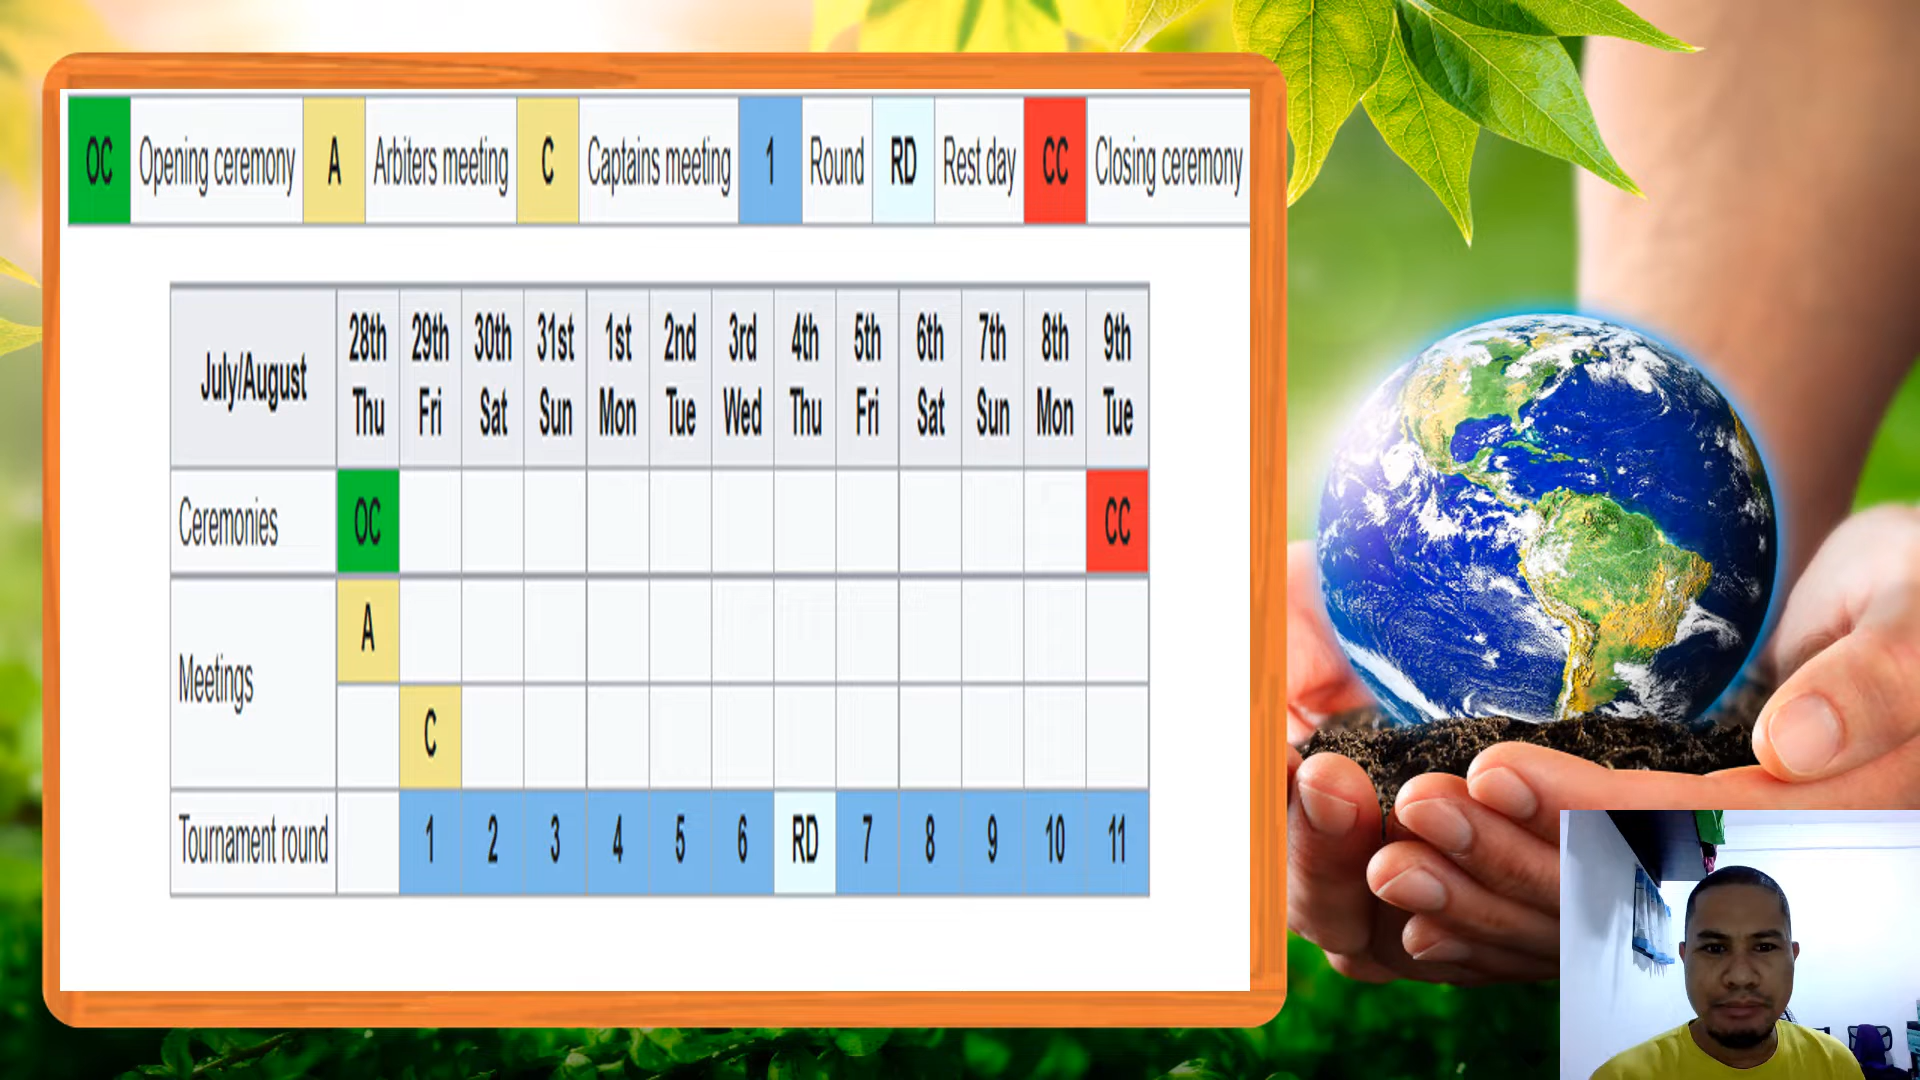 OC Opening ceremony A Arbiters meeting C Captains meeting 1 Round RD Rest day CC Closing ceremony
July/August 28th Thu 29th Fri 30th Sat 31st Sun 1st Mon 2nd Tue 3rd Wed 4th Thu 5th Fri 6th Sat 7th Sun 8th Mon 9th Tue
Ceremonies OC CC
Meetings A
C
Tournament round 1 2 3 4 5 6 RD 7 8 9 10 11